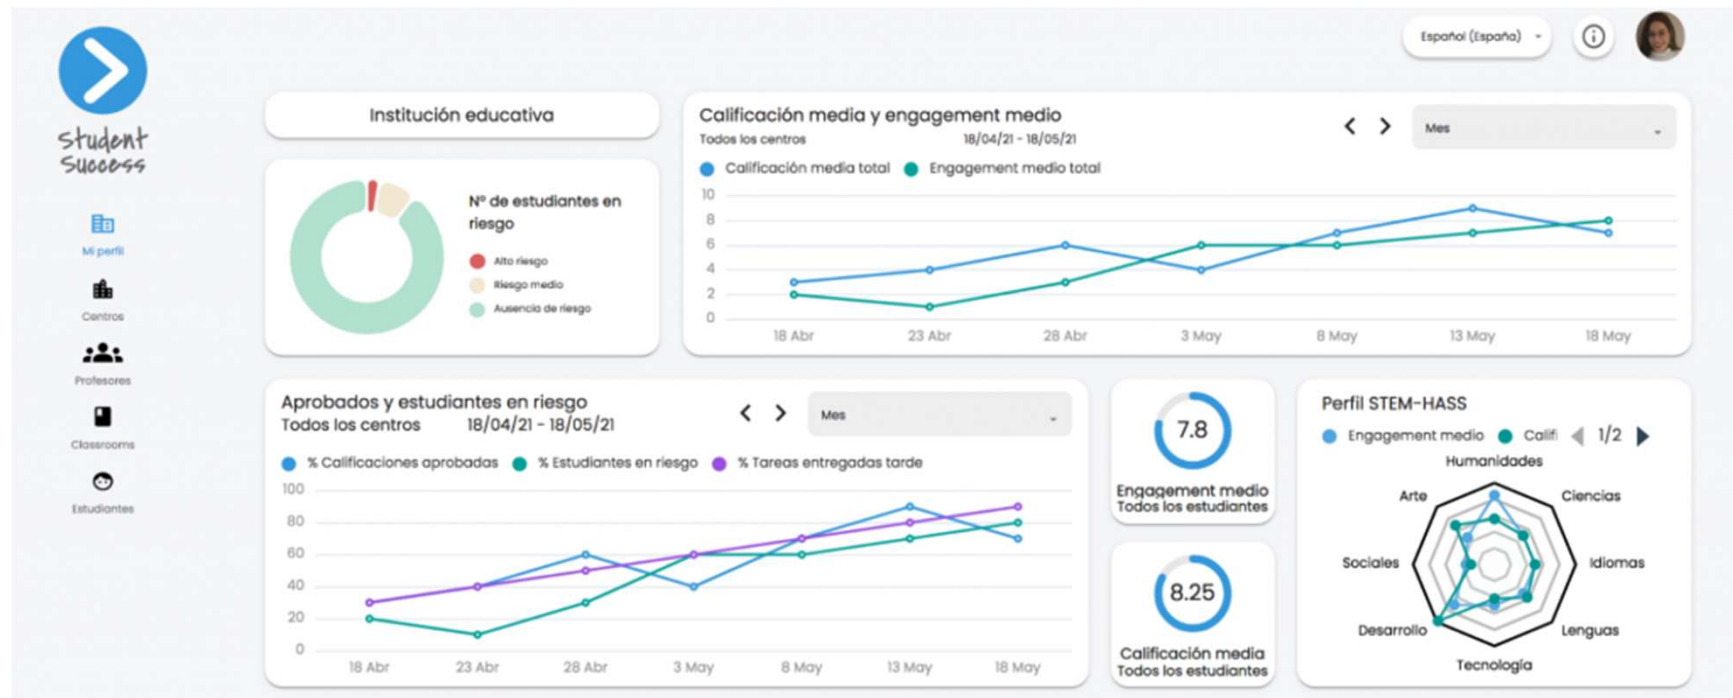 Español (España)
Student
Success
Mi perfil
Centros
Profesores
Classrooms
Estudiantes
Institución educativa
Nº de estudiantes en
riesgo
Alto riesgo
Riesgo medio
Ausencia de riesgo
Calificación media y engagement medio
Todos los centros 18/04/21 - 18/05/21
Mes
Calificación media total Engagement medio total
10
8
6
4
2
0
18 Abr 23 Abr 28 Abr 3 May 8 May 13 May 18 May
Aprobados y estudiantes en riesgo
Todos los centros 18/04/21 - 18/05/21
Mes
% Calificaciones aprobadas % Estudiantes en riesgo % Tareas entregadas tarde
100
80
60
40
20
0
18 Abr 23 Abr 28 Abr 3 May 8 May 13 May 18 May
7.8
Engagement medio
Todos los estudiantes
8.25
Calificación media
Todos los estudiantes
Perfil STEM-HASS
Engagement medio Califi 1/2
Humanidades
Arte Ciencias
Sociales Idiomas
Desarrollo Lenguas
Tecnología